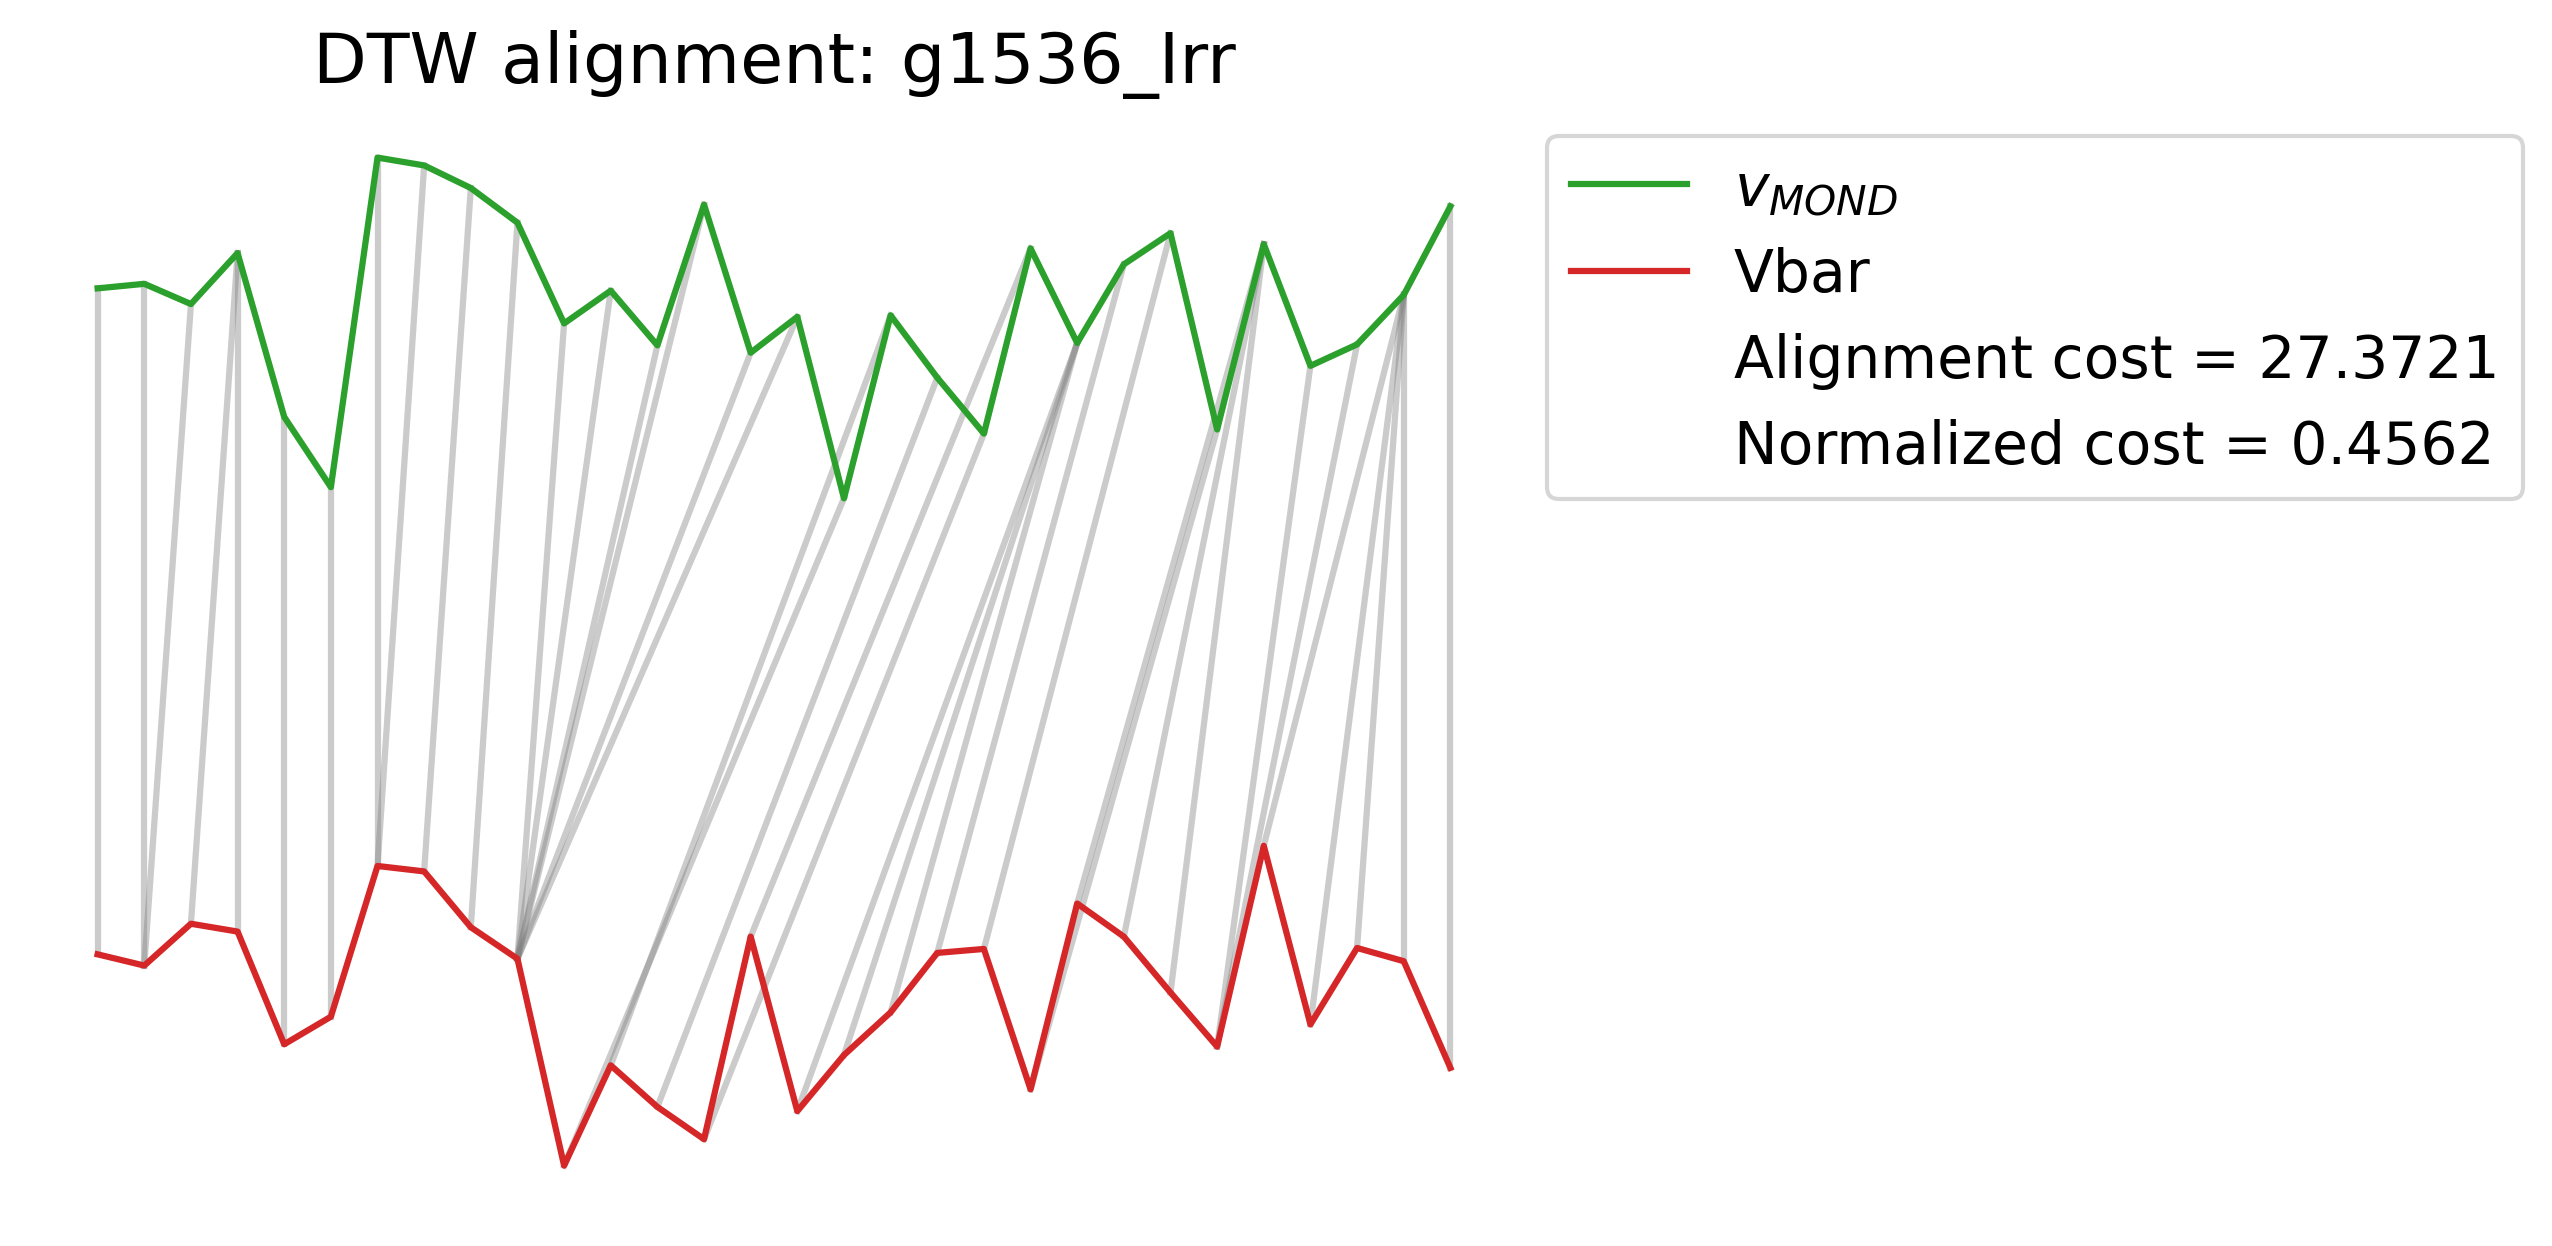 DTW alignment: g1536_Irr
v_MOND
Vbar
Alignment cost = 27.3721
Normalized cost = 0.4562